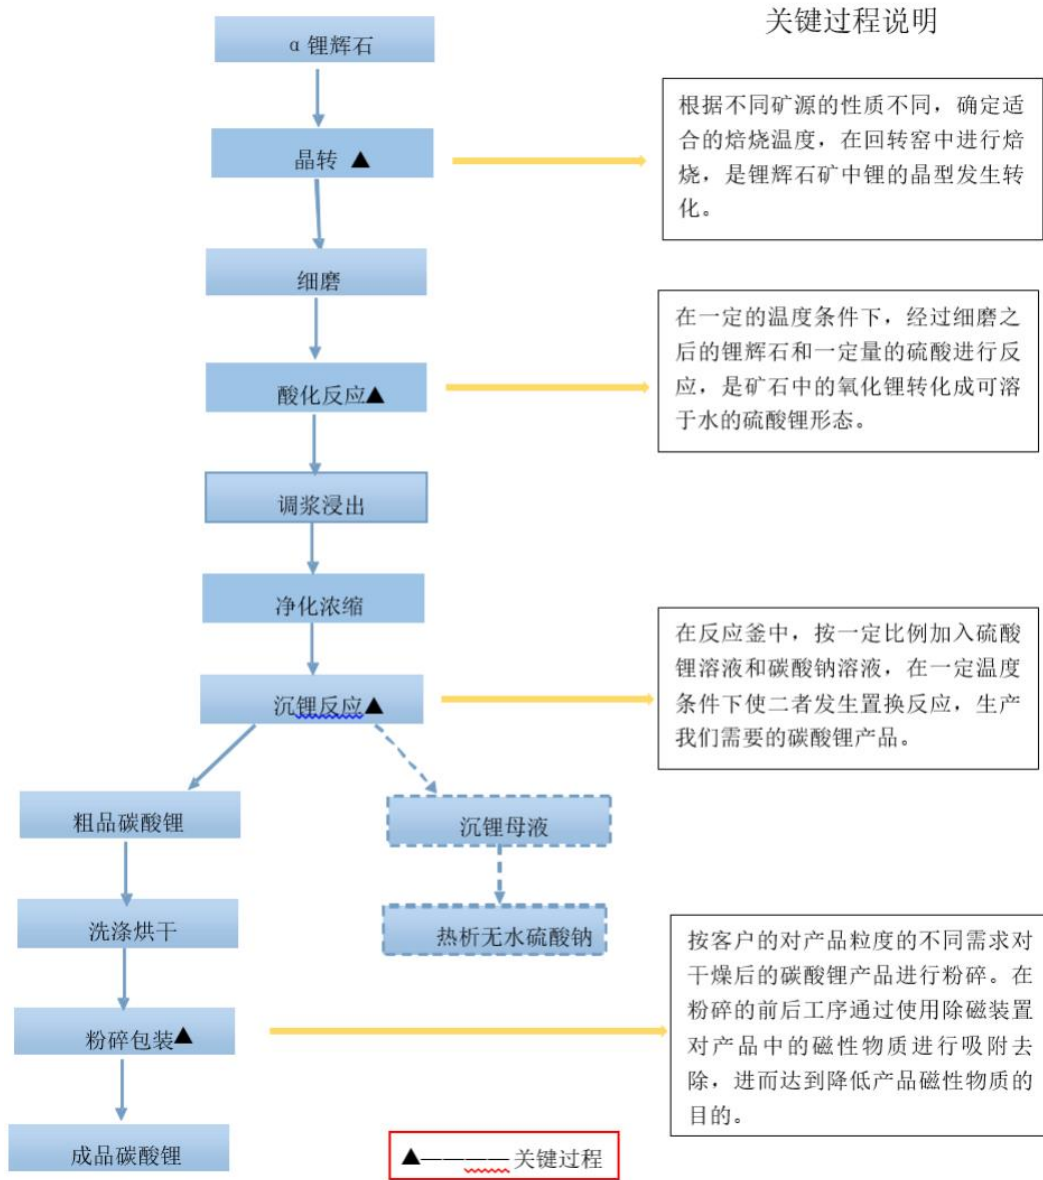 关键过程说明
α锂辉石
晶转 ▲
根据不同矿源的性质不同，确定适
合的焙烧温度，在回转窑中进行焙
烧，是锂辉石矿中锂的晶型发生转
化。
细磨
酸化反应▲
在一定的温度条件下，经过细磨之
后的锂辉石和一定量的硫酸进行反
应，是矿石中的氧化锂转化成可溶
于水的硫酸锂形态。
调浆浸出
净化浓缩
沉锂反应▲
在反应釜中，按一定比例加入硫酸
锂溶液和碳酸钠溶液，在一定温度
条件下使二者发生置换反应，生产
我们需要的碳酸锂产品。
粗品碳酸锂
沉锂母液
洗涤烘干
热析无水硫酸钠
粉碎包装▲
按客户的对产品粒度的不同需求对
干燥后的碳酸锂产品进行粉碎。在
粉碎的前后工序通过使用除磁装置
对产品中的磁性物质进行吸附去
除，进而达到降低产品磁性物质的
目的。
成品碳酸锂
▲————关键过程